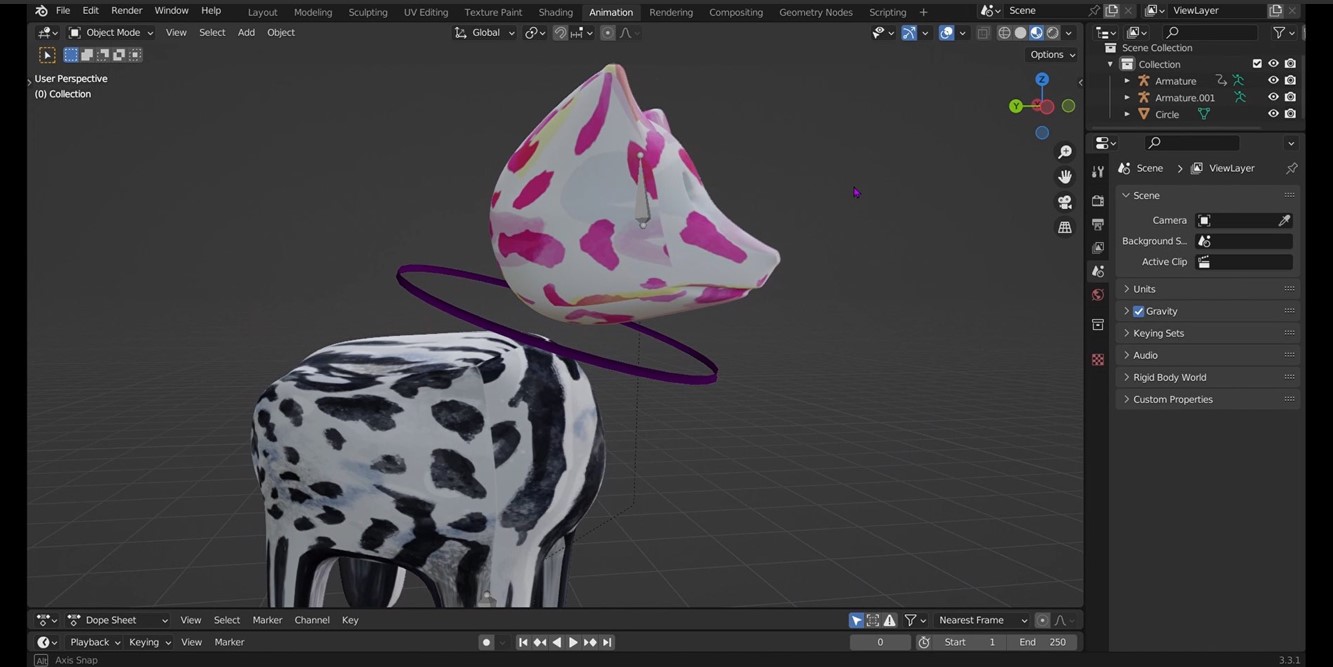 File Edit Render Window Help Layout Modeling Sculpting UV Editing Texture Paint Shading Animation Rendering Compositing Geometry Nodes Scripting + Scene ViewLayer
Object Mode View Select Add Object Global
Options
User Perspective
(0) Collection
Z
Y
Scene Collection
Collection
Armature
Armature.001
Circle
Scene > ViewLayer
Scene
Camera
Background S...
Active Clip
Units
Gravity
Keying Sets
Audio
Rigid Body World
Custom Properties
Dope Sheet View Select Marker Channel Key Nearest Frame
Playback Keying View Marker 0 Start 1 End 250
Alt Axis Snap 3.3.1